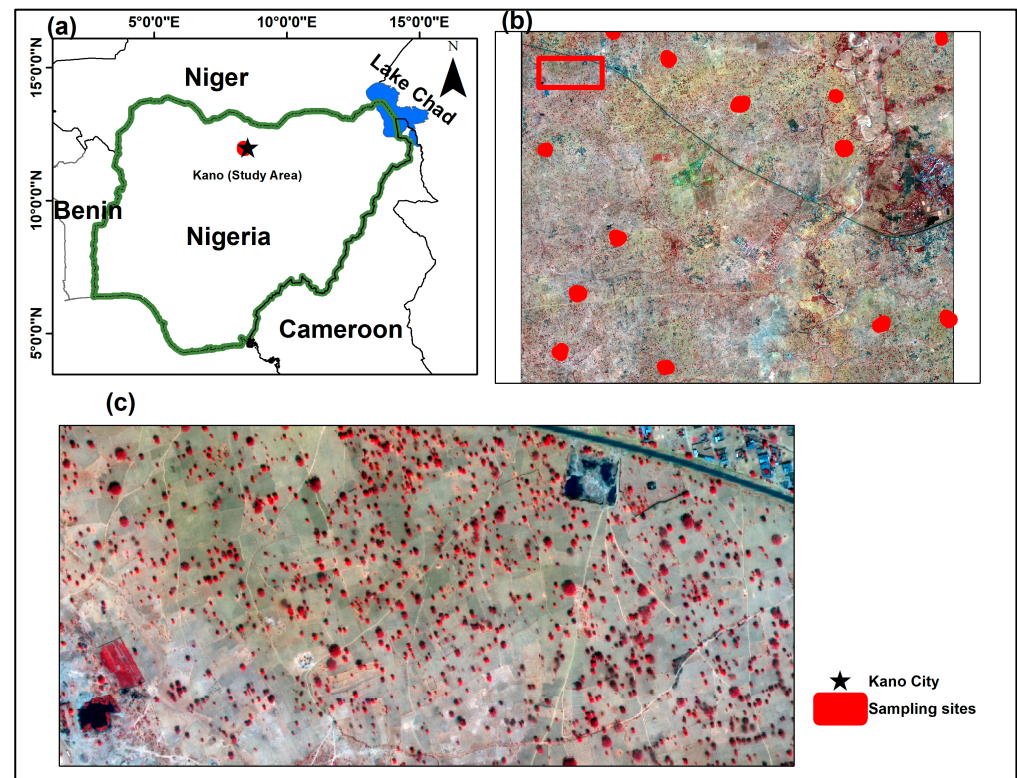 (a)
5°0'0"E
10°0'0"E
15°0'0"E
15°0'0"N
10°0'0"N
5°0'0"N
N
Niger
Lake Chad
Kano (Study Area)
Benin
Nigeria
Cameroon
(b)
(c)
Kano City
Sampling sites